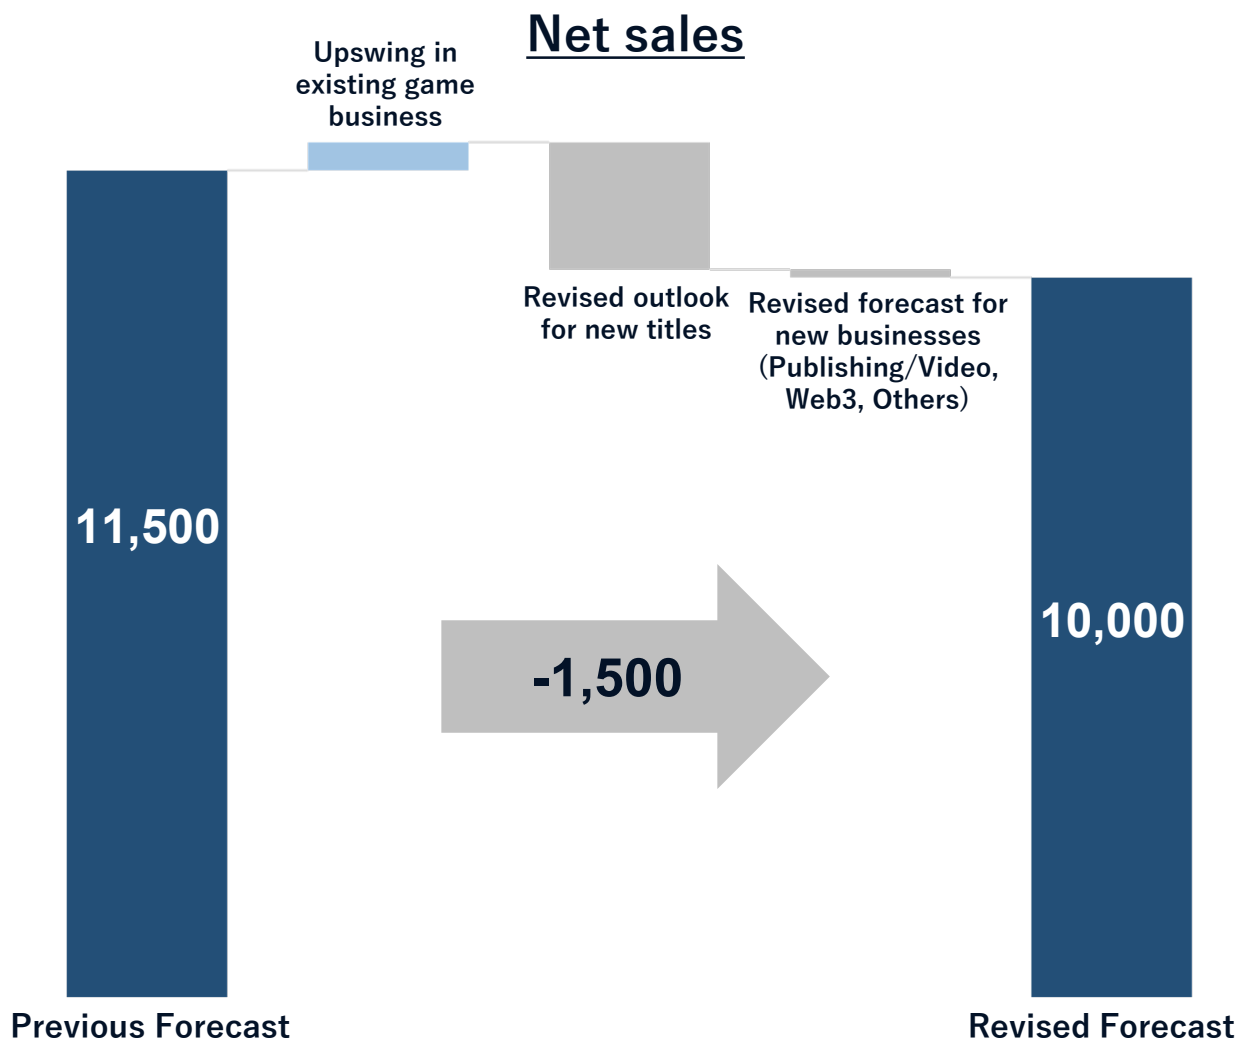 Net sales
Upswing in
existing game
business
Revised outlook
for new titles
Revised forecast for
new businesses
(Publishing/Video,
Web3, Others)
11,500
10,000
-1,500
Previous Forecast
Revised Forecast